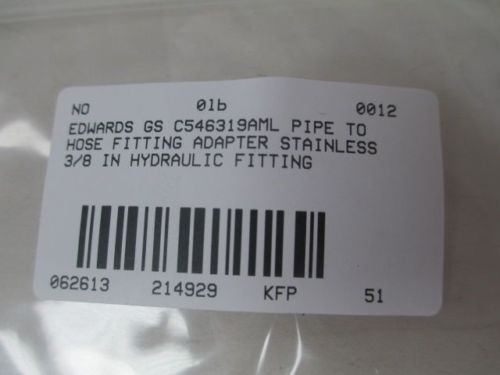 NO 01b 0012
EDWARDS GS C546319AML PIPE TO
HOSE FITTING ADAPTER STAINLESS
3/8 IN HYDRAULIC FITTING
062613 214929 KFP 51